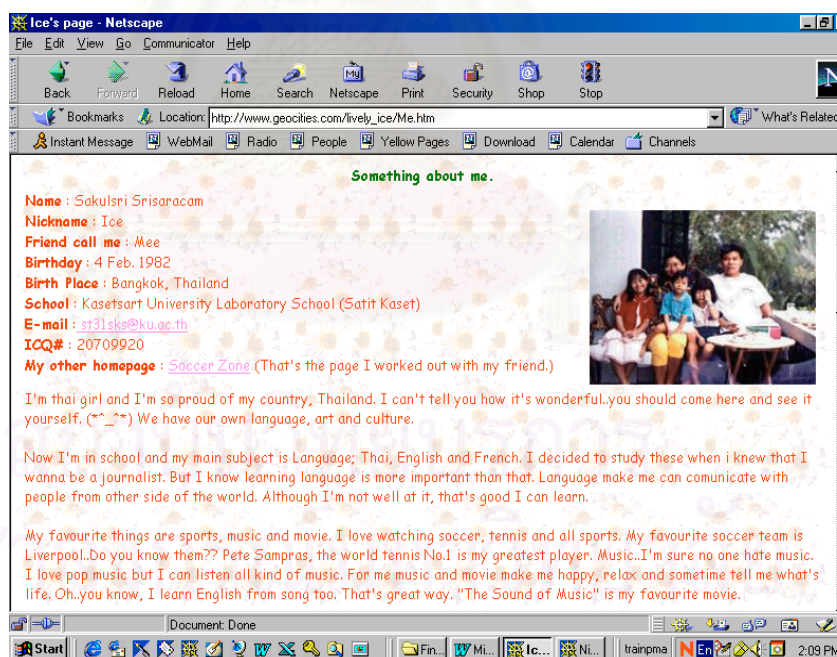 Ice's page - Netscape
File Edit View Go Communicator Help
Back Forward Reload Home Search Netscape Print Security Shop Stop
Bookmarks Location: http://www.geocities.com/lively_ice/Me.htm What's Related
Instant Message WebMail Radio People Yellow Pages Download Calendar Channels
Something about me.
Name : Sakulsri Srisaracam
Nickname : Ice
Friend call me : Mee
Birthday : 4 Feb. 1982
Birth Place : Bangkok, Thailand
School : Kasetsart University Laboratory School (Satit Kaset)
E-mail : st31sks@ku.ac.th
ICQ# : 20709920
My other homepage : Soccer Zone (That's the page I worked out with my friend.)
I'm thai girl and I'm so proud of my country, Thailand. I can't tell you how it's wonderful..you should come here and see it
yourself. (*^_^*) We have our own language, art and culture.
Now I'm in school and my main subject is Language; Thai, English and French. I decided to study these when i knew that I
wanna be a journalist. But I know learning language is more important than that. Language make me can comunicate with
people from other side of the world. Although I'm not well at it, that's good I can learn.
My favourite things are sports, music and movie. I love watching soccer, tennis and all sports. My favourite soccer team is
Liverpool..Do you know them?? Pete Sampras, the world tennis No.1 is my greatest player. Music..I'm sure no one hate music.
I love pop music but I can listen all kind of music. For me music and movie make me happy, relax and sometime tell me what's
life. Oh..you know, I learn English from song too. That's great way. "The Sound of Music" is my favourite movie.
Document: Done
Start Fin... Mi... Ic... Ni... trainpma En 2:09 PM